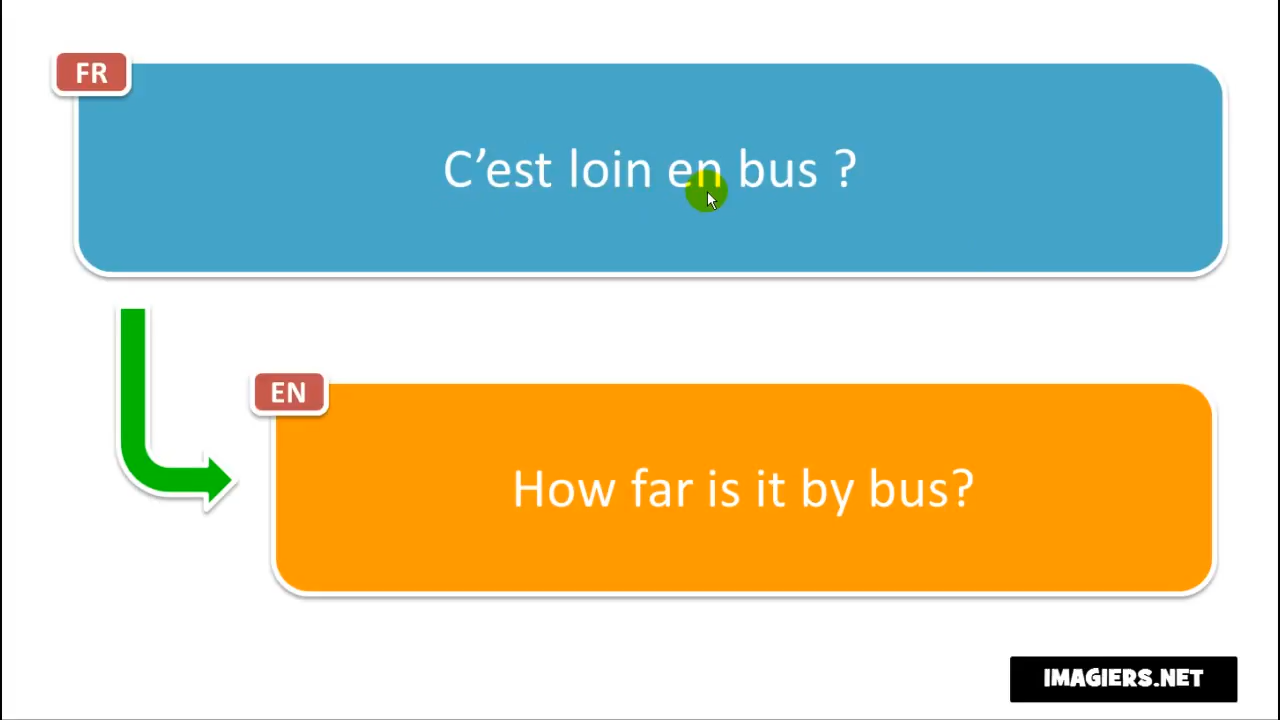 FR
C’est loin en bus ?
EN
How far is it by bus?
IMAGIERS.NET